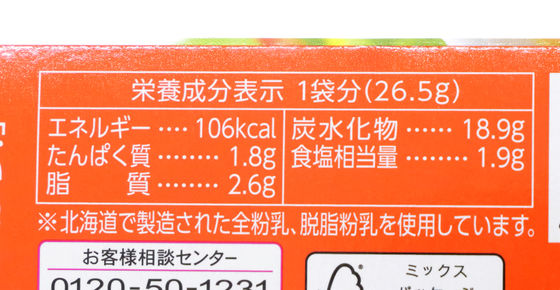 栄養成分表示 1袋分(26.5g)
エネルギー ‥‥ 106kcal
たんぱく質 ‥‥‥‥ 1.8g
脂 質 ‥‥‥‥ 2.6g
炭水化物 ‥‥‥ 18.9g
食塩相当量 ‥‥‥‥ 1.9g
※北海道で製造された全粉乳、脱脂粉乳を使用しています。
お客様相談センター
0120-50-1231
ミックス